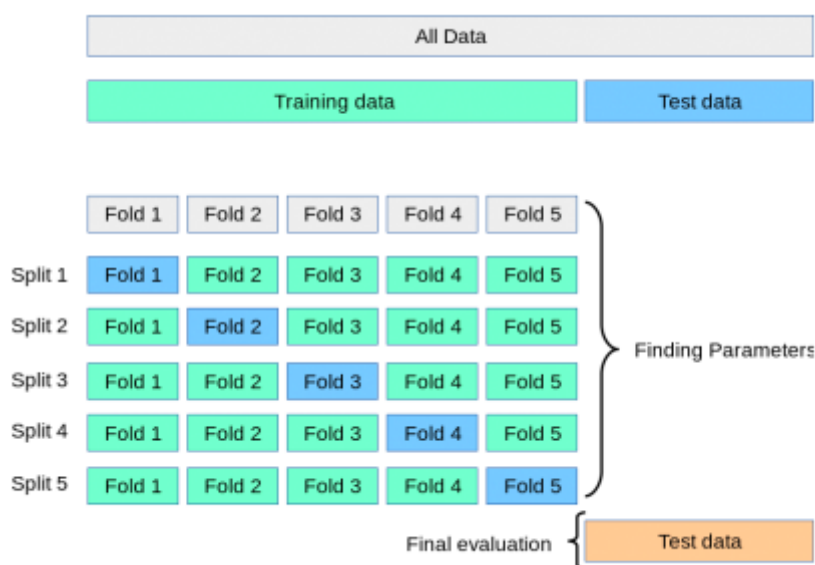 All Data
Training data Test data
Fold 1 Fold 2 Fold 3 Fold 4 Fold 5
Split 1 Fold 1 Fold 2 Fold 3 Fold 4 Fold 5
Split 2 Fold 1 Fold 2 Fold 3 Fold 4 Fold 5
Finding Parameters
Split 3 Fold 1 Fold 2 Fold 3 Fold 4 Fold 5
Split 4 Fold 1 Fold 2 Fold 3 Fold 4 Fold 5
Split 5 Fold 1 Fold 2 Fold 3 Fold 4 Fold 5
Final evaluation Test data